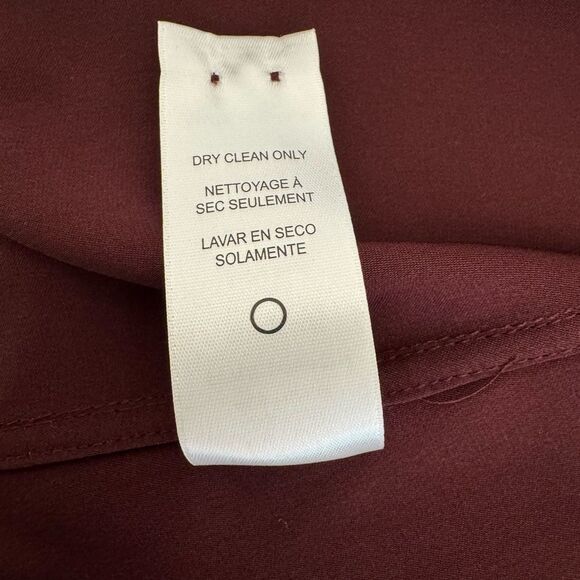 DRY CLEAN ONLY
NETTOYAGE À
SEC SEULEMENT
LAVAR EN SECO
SOLAMENTE